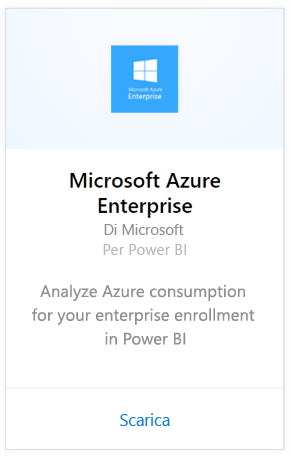 Microsoft Azure
Enterprise
Microsoft Azure
Enterprise
Di Microsoft
Per Power BI
Analyze Azure consumption
for your enterprise enrollment
in Power BI
Scarica